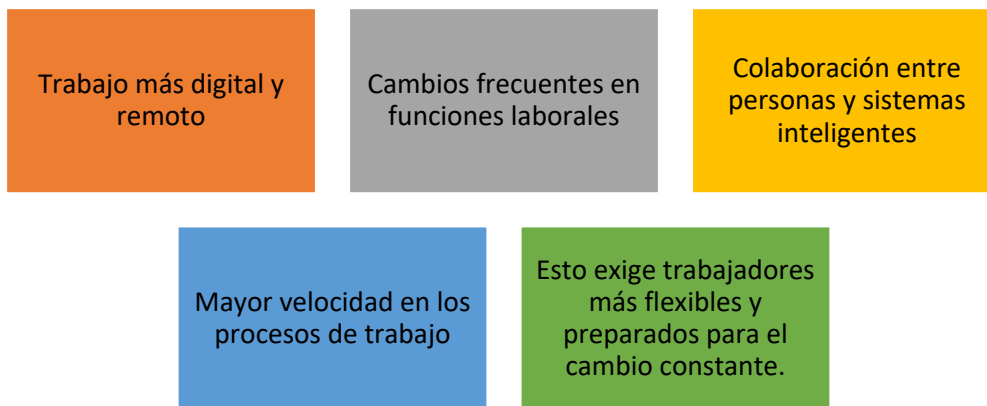 Trabajo más digital y
remoto
Cambios frecuentes en
funciones laborales
Colaboración entre
personas y sistemas
inteligentes
Mayor velocidad en los
procesos de trabajo
Esto exige trabajadores
más flexibles y
preparados para el
cambio constante.